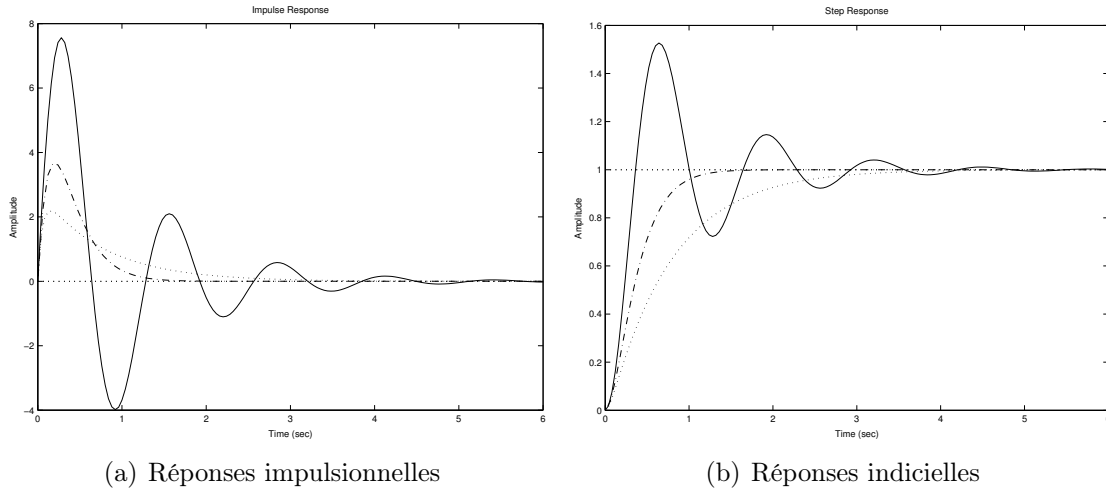 Impulse Response
8
6
4
2
0
−2
−4
Amplitude
0 1 2 3 4 5 6
Time (sec)
(a) Réponses impulsionnelles
Step Response
1.6
1.4
1.2
1
0.8
0.6
0.4
0.2
0
Amplitude
0 1 2 3 4 5
Time (sec)
(b) Réponses indicielles